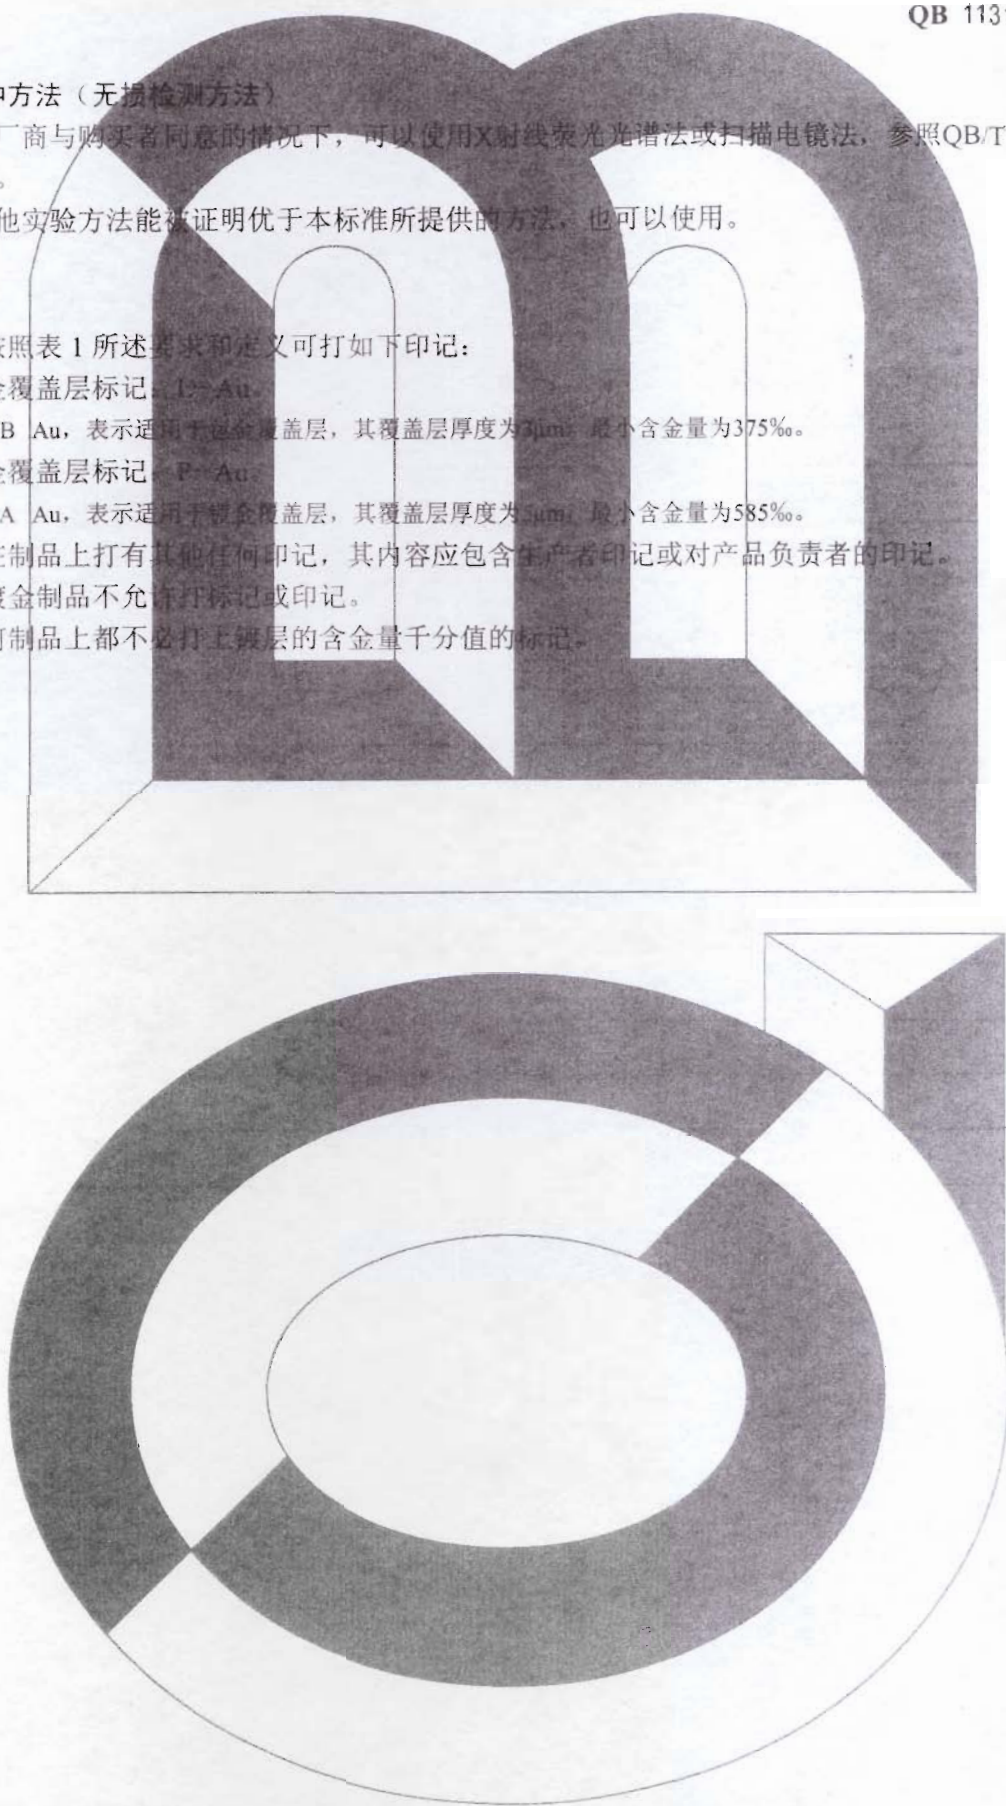 QB 113
中方法（无损检测方法）
厂商与购买者同意的情况下，可以使用X射线荧光光谱法或扫描电镜法，参照QB/T
。
他实验方法能被证明优于本标准所提供的方法，也可以使用。
按照表 1 所述要求和定义可打如下印记：
金覆盖层标记：L—Au。
B Au，表示适用于包金覆盖层，其覆盖层厚度为3μm，最小含金量为375‰。
金覆盖层标记：P—Au。
A Au，表示适用于镀金覆盖层，其覆盖层厚度为5μm，最小含金量为585‰。
在制品上打有其他任何印记，其内容应包含生产者印记或对产品负责者的印记。
镀金制品不允许打标记或印记。
何制品上都不必打上镀层的含金量千分值的标记。